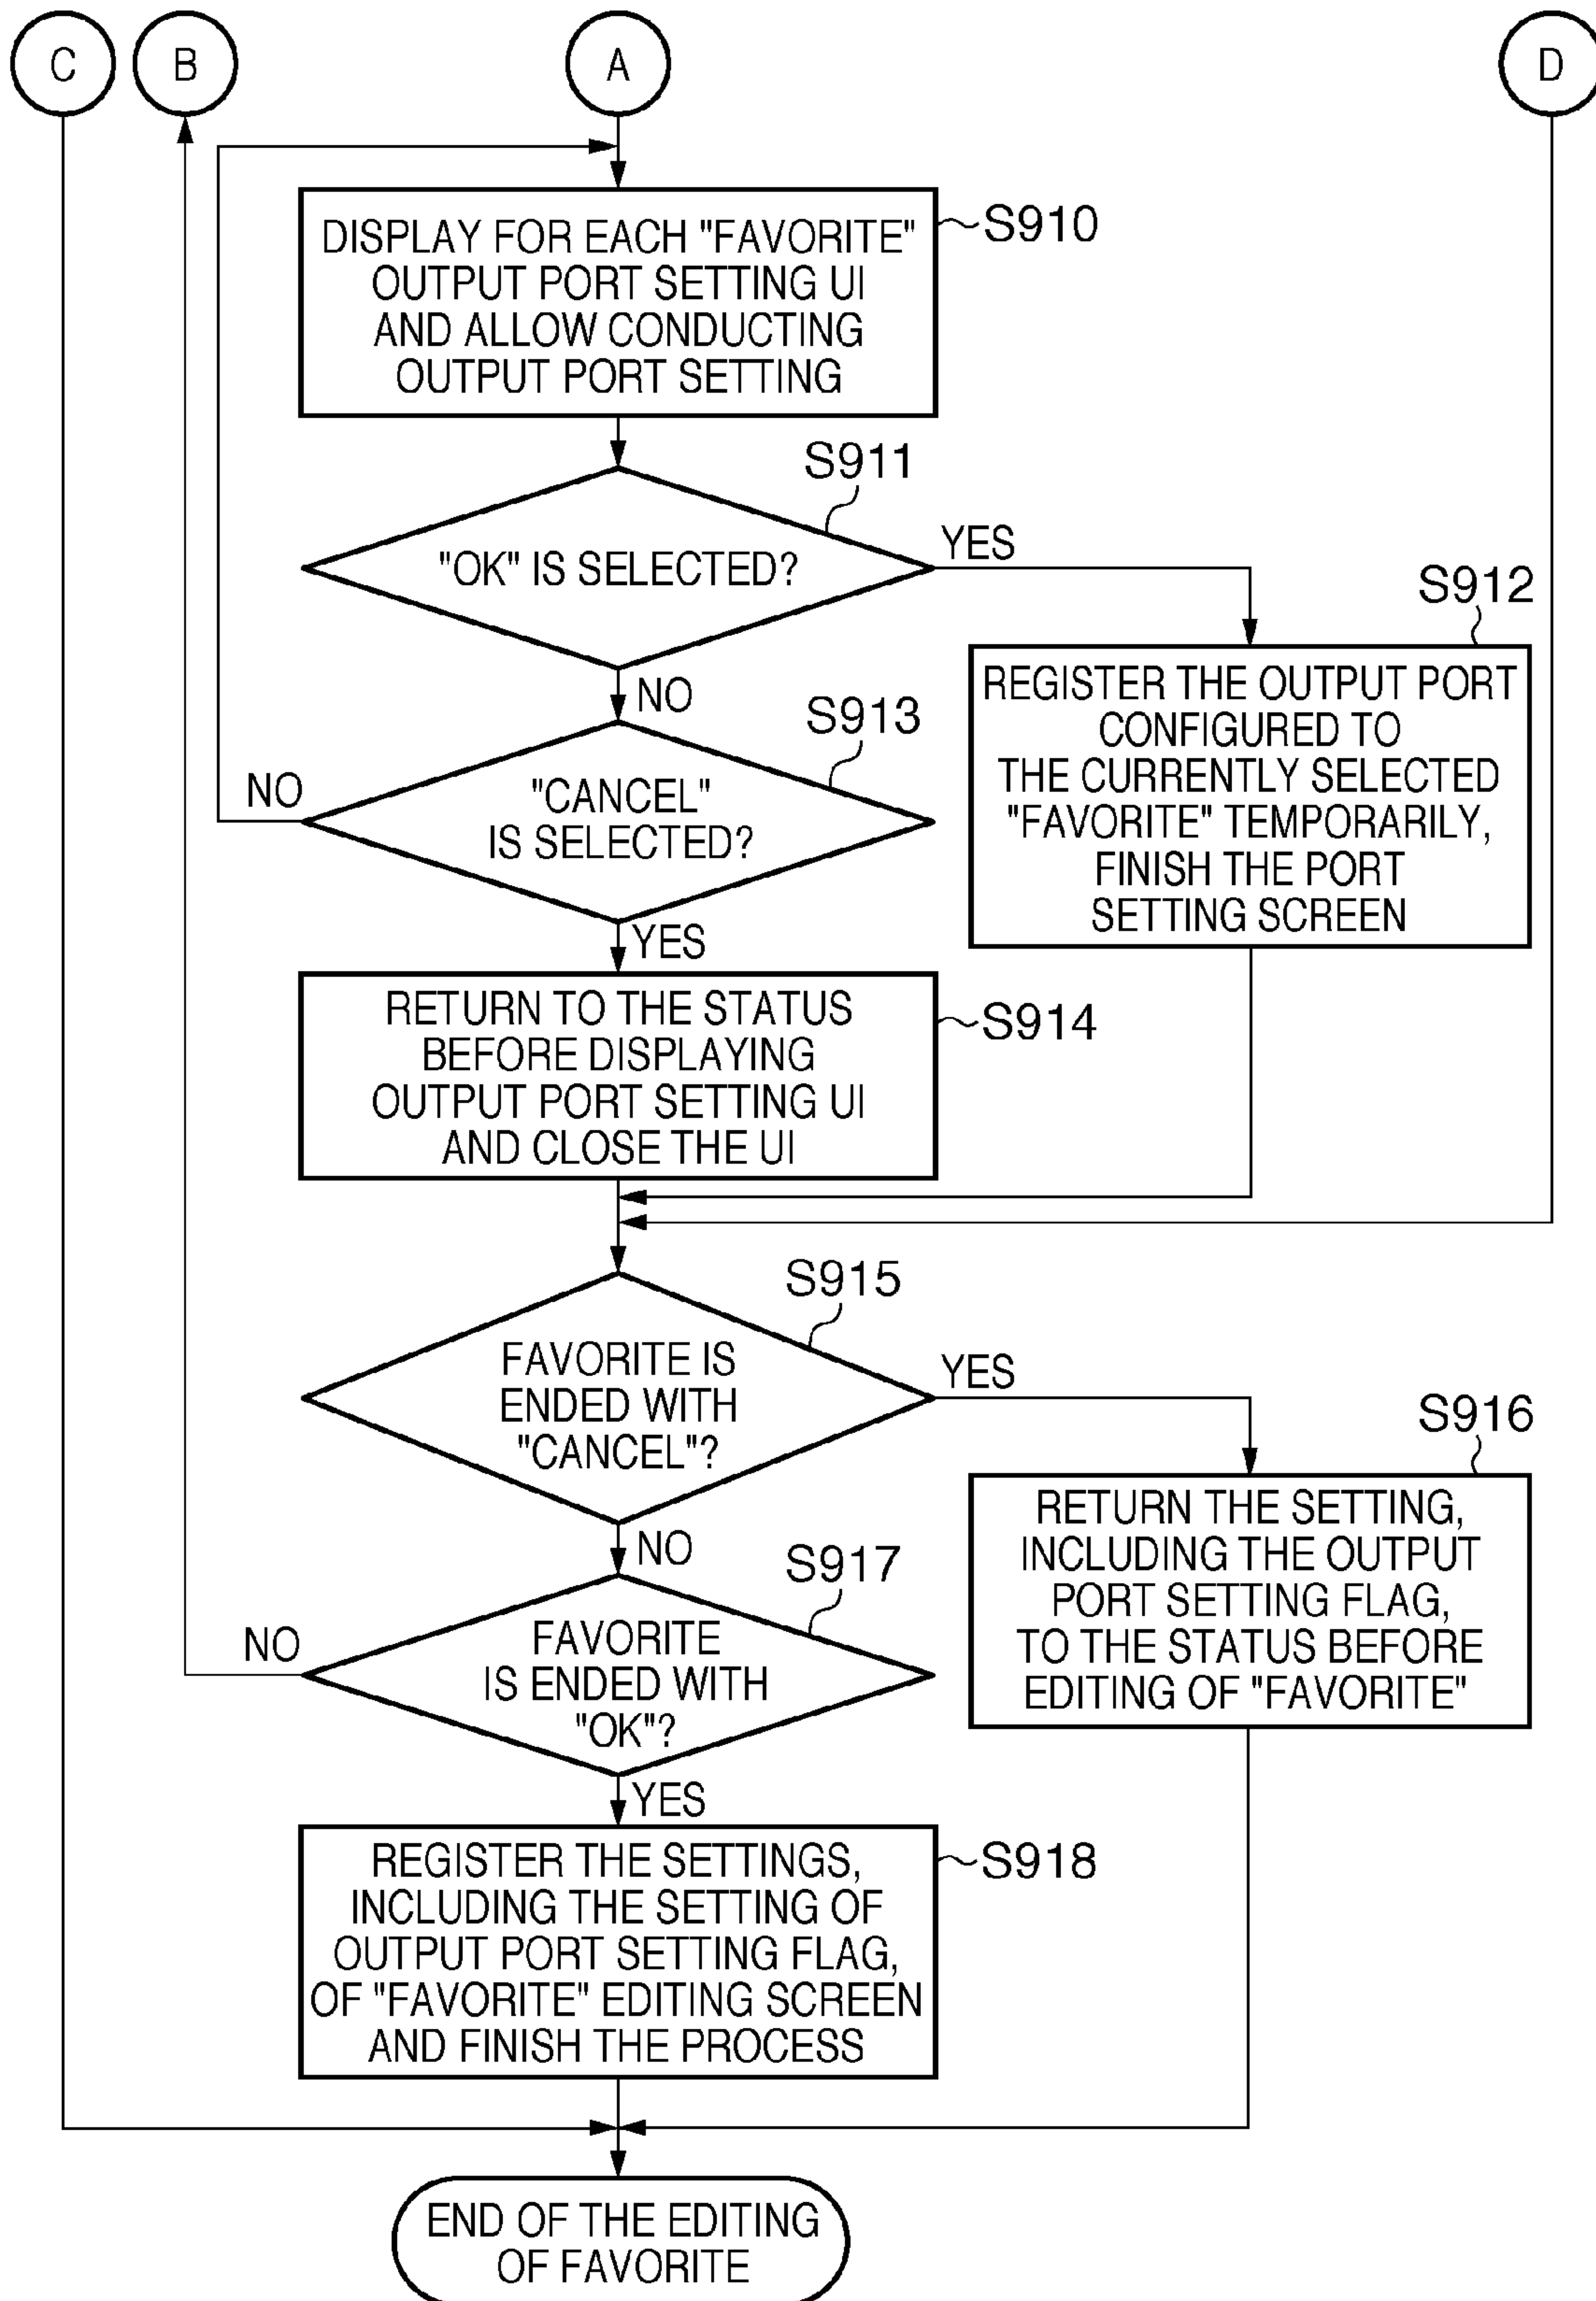 C
B
A
D
DISPLAY FOR EACH "FAVORITE"
OUTPUT PORT SETTING UI
AND ALLOW CONDUCTING
OUTPUT PORT SETTING
S910
S911
"OK" IS SELECTED?
YES
NO
S912
REGISTER THE OUTPUT PORT
CONFIGURED TO
THE CURRENTLY SELECTED
"FAVORITE" TEMPORARILY,
FINISH THE PORT
SETTING SCREEN
S913
"CANCEL"
IS SELECTED?
NO
YES
RETURN TO THE STATUS
BEFORE DISPLAYING
OUTPUT PORT SETTING UI
AND CLOSE THE UI
S914
S915
FAVORITE IS
ENDED WITH
"CANCEL"?
YES
NO
S916
RETURN THE SETTING,
INCLUDING THE OUTPUT
PORT SETTING FLAG,
TO THE STATUS BEFORE
EDITING OF "FAVORITE"
S917
FAVORITE
IS ENDED WITH
"OK"?
NO
YES
REGISTER THE SETTINGS,
INCLUDING THE SETTING OF
OUTPUT PORT SETTING FLAG,
OF "FAVORITE" EDITING SCREEN
AND FINISH THE PROCESS
S918
END OF THE EDITING
OF FAVORITE